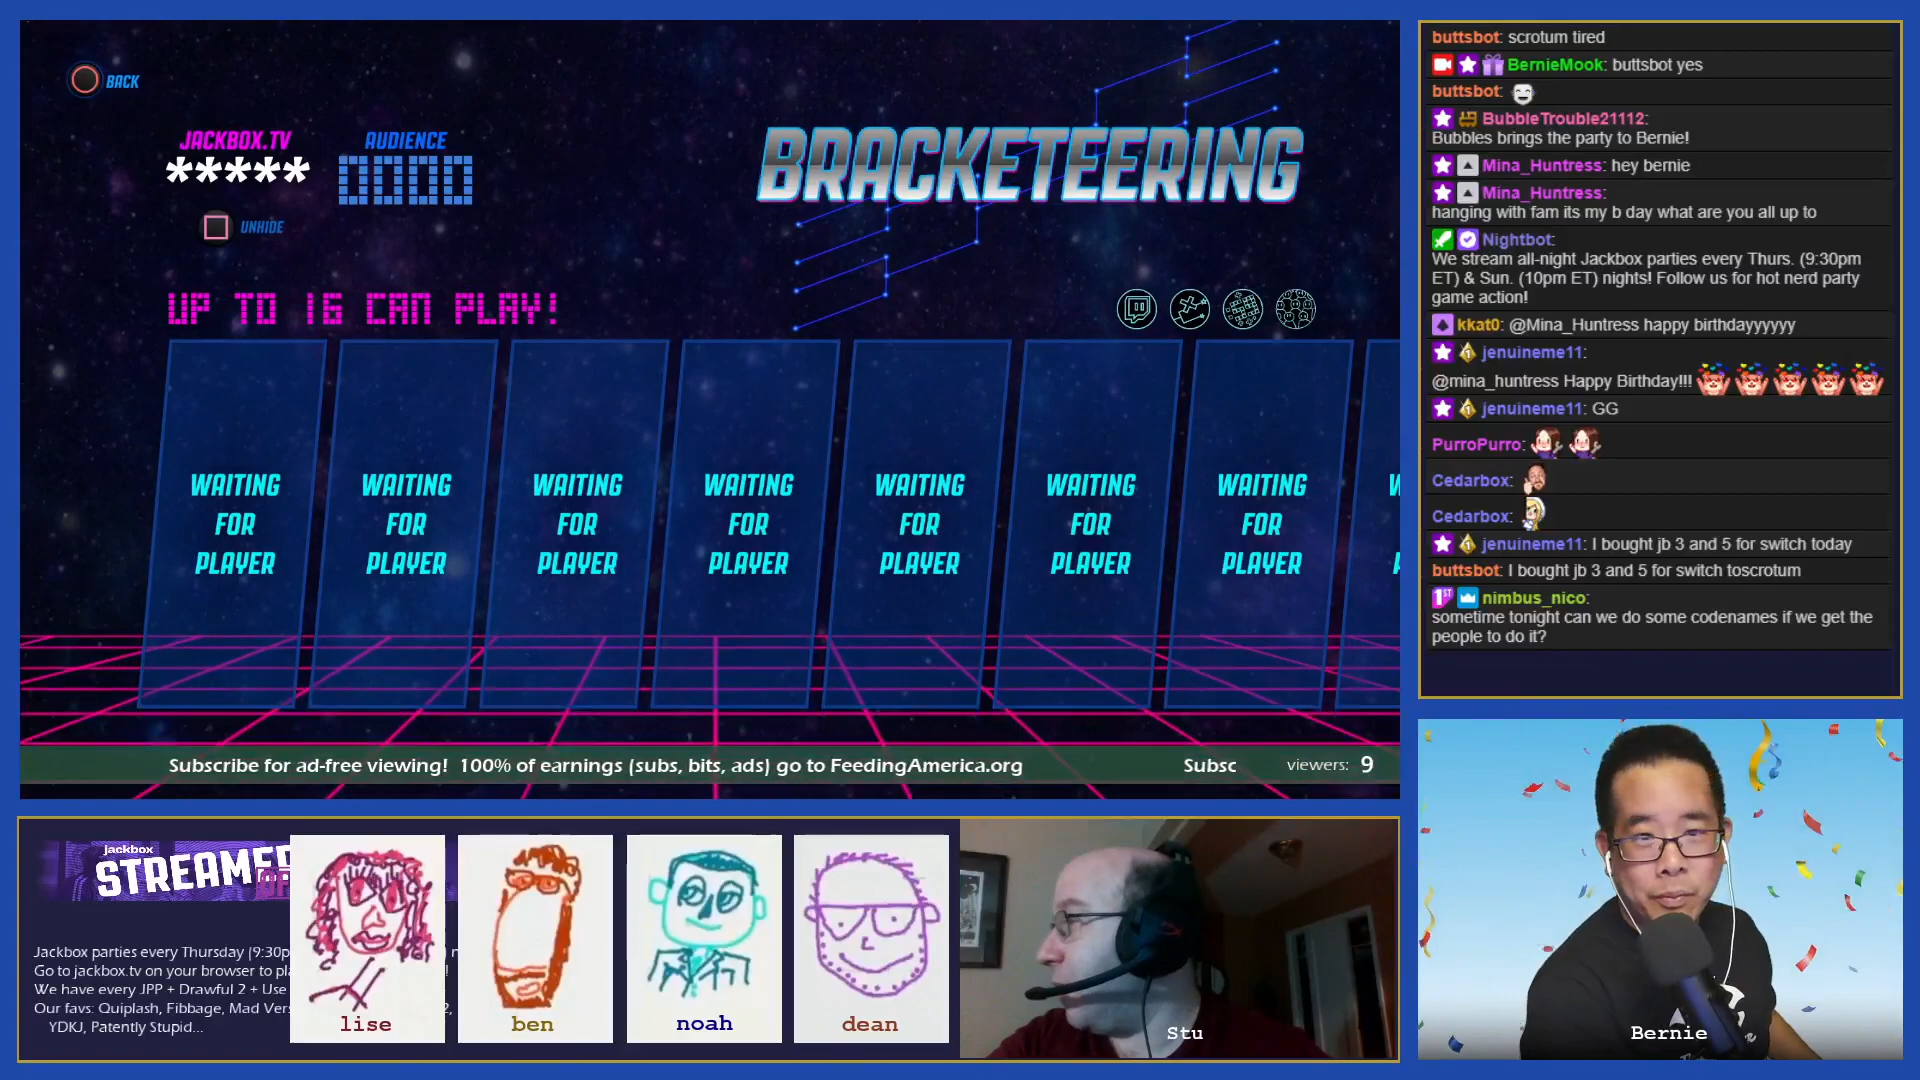 BACK
JACKBOX.TV
*****
UNHIDE
AUDIENCE
0000
BRACKETEERING
UP TO 16 CAN PLAY!
WAITING
FOR
PLAYER
WAITING
FOR
PLAYER
WAITING
FOR
PLAYER
WAITING
FOR
PLAYER
WAITING
FOR
PLAYER
WAITING
FOR
PLAYER
WAITING
FOR
PLAYER
Subscribe for ad-free viewing! 100% of earnings (subs, bits, ads) go to FeedingAmerica.org
Subsc
viewers: 9
jackbox
STREAMER
Jackbox parties every Thursday (9:30p
Go to jackbox.tv on your browser to pla
We have every JPP + Drawful 2 + Use
Our favs: Quiplash, Fibbage, Mad Vers
YDKJ, Patently Stupid...
lise
ben
noah
dean
Stu
buttsbot: scrotum tired
BernieMook: buttsbot yes
buttsbot:
BubbleTrouble21112:
Bubbles brings the party to Bernie!
Mina_Huntress: hey bernie
Mina_Huntress:
hanging with fam its my b day what are you all up to
Nightbot:
We stream all-night Jackbox parties every Thurs. (9:30pm
ET) & Sun. (10pm ET) nights! Follow us for hot nerd party
game action!
kkat0: @Mina_Huntress happy birthdayyyyyy
jenuineme11:
@mina_huntress Happy Birthday!!!
jenuineme11: GG
PurroPurro:
Cedarbox:
Cedarbox:
jenuineme11: I bought jb 3 and 5 for switch today
buttsbot: I bought jb 3 and 5 for switch toscrotum
1ST nimbus_nico:
sometime tonight can we do some codenames if we get the
people to do it?
Bernie